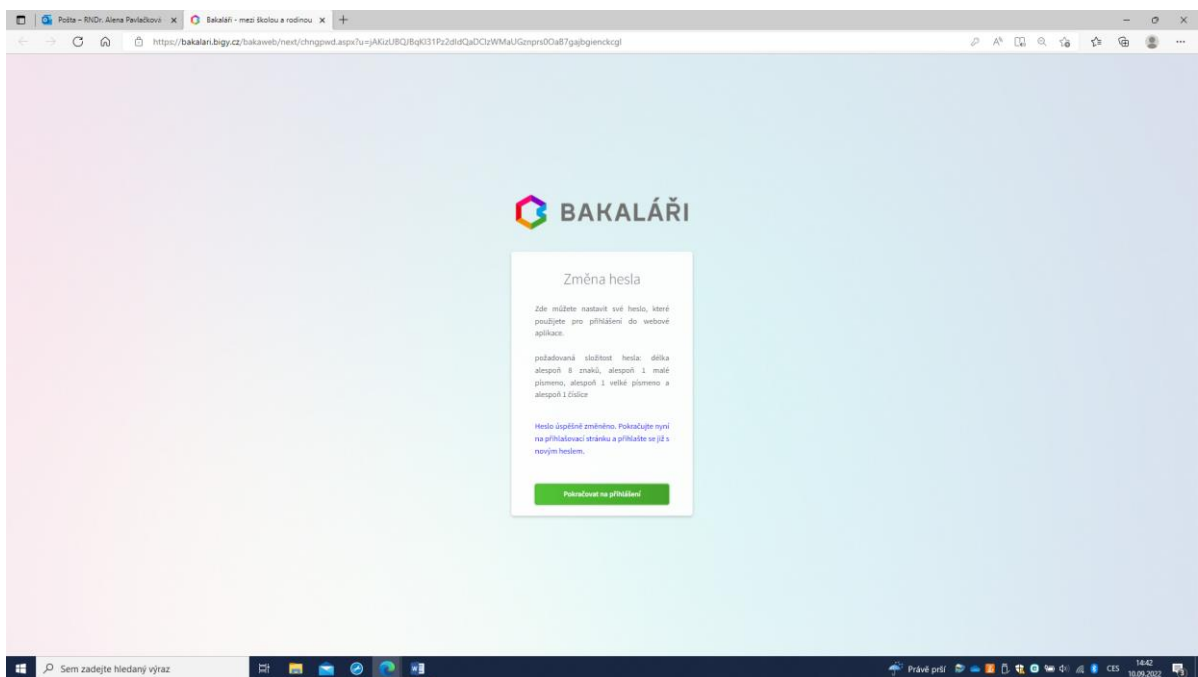 Pošta – RNDr. Alena Pavlačková
Bakaláři - mezi školou a rodinou
https://bakalari.bigy.cz/bakaweb/next/chngpwd.aspx?u=
BAKALÁŘI
Změna hesla
Zde můžete nastavit své heslo, které
použijete pro přihlášení do webové
aplikace.
požadovaná složitost hesla: délka
alespoň 8 znaků, alespoň 1 malé
písmeno, alespoň 1 velké písmeno a
alespoň 1 číslice
Heslo úspěšně změněno. Pokračujte nyní
na přihlašovací stránku a přihlašte se již s
novým heslem.
Pokračovat na přihlášení
Sem zadejte hledaný výraz
Právě prší
CES
14:42
10.09.2022